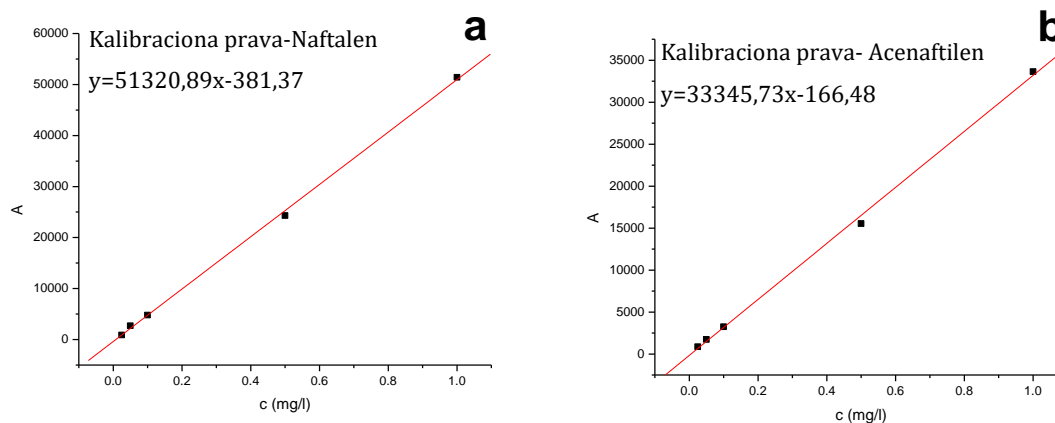 a
Kalibraciona prava-Naftalen
y=51320,89x-381,37
60000
50000
40000
30000
20000
10000
0
A
0.0 0.2 0.4 0.6 0.8 1.0
c (mg/l)
b
Kalibraciona prava- Acenaftilen
y=33345,73x-166,48
35000
30000
25000
20000
15000
10000
5000
0
A
0.0 0.2 0.4 0.6 0.8 1.0
c (mg/l)